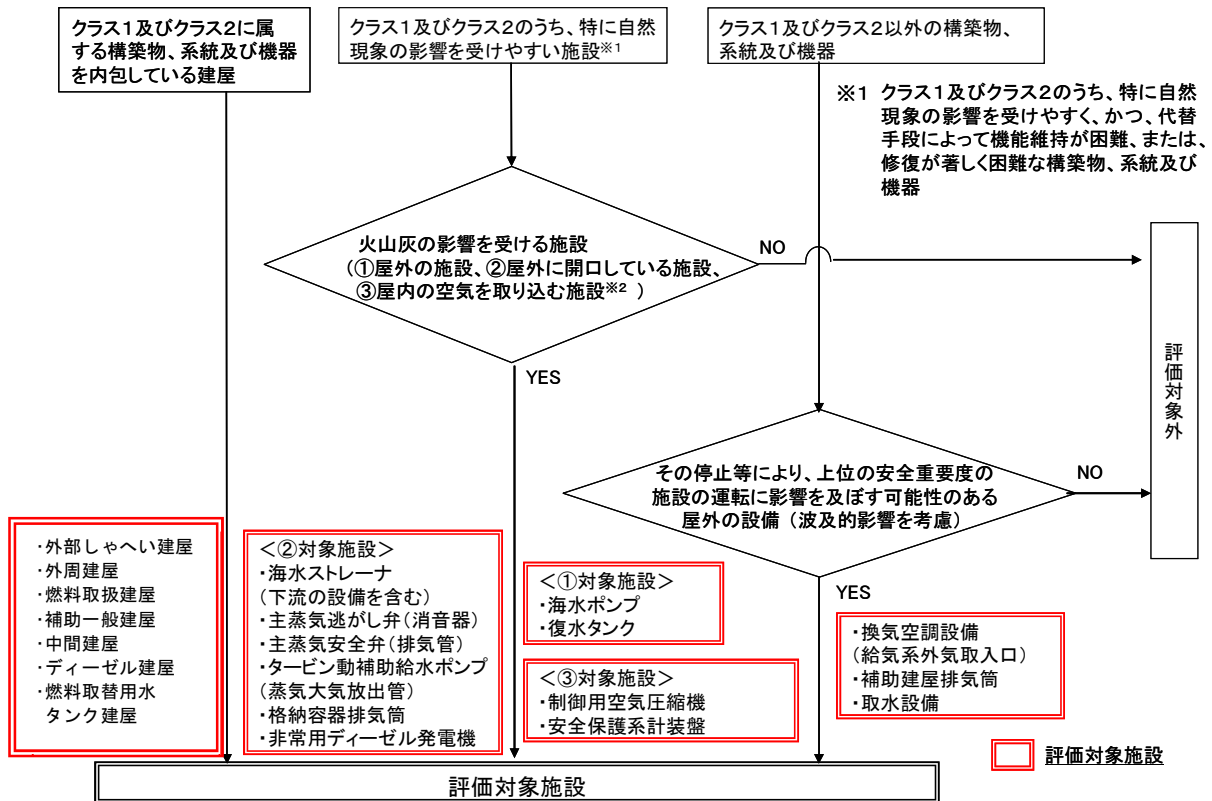 クラス1及びクラス2に属
する構築物、系統及び機器
を内包している建屋
クラス1及びクラス2のうち、特に自然
現象の影響を受けやすい施設※1
クラス1及びクラス2以外の構築物、
系統及び機器
※1 クラス1及びクラス2のうち、特に自然
現象の影響を受けやすく、かつ、代替
手段によって機能維持が困難、または、
修復が著しく困難な構築物、系統及び
機器
火山灰の影響を受ける施設
(①屋外の施設、②屋外に開口している施設、
③屋内の空気を取り込む施設※2 )
NO
YES
評価対象外
その停止等により、上位の安全重要度の
施設の運転に影響を及ぼす可能性のある
屋外の設備(波及的影響を考慮)
NO
YES
・外部しゃへい建屋
・外周建屋
・燃料取扱建屋
・補助一般建屋
・中間建屋
・ディーゼル建屋
・燃料取替用水
タンク建屋
<②対象施設>
・海水ストレーナ
(下流の設備を含む)
・主蒸気逃がし弁(消音器)
・主蒸気安全弁(排気管)
・タービン動補助給水ポンプ
(蒸気大気放出管)
・格納容器排気筒
・非常用ディーゼル発電機
<①対象施設>
・海水ポンプ
・復水タンク
<③対象施設>
・制御用空気圧縮機
・安全保護系計装盤
・換気空調設備
(給気系外気取入口)
・補助建屋排気筒
・取水設備
評価対象施設
評価対象施設